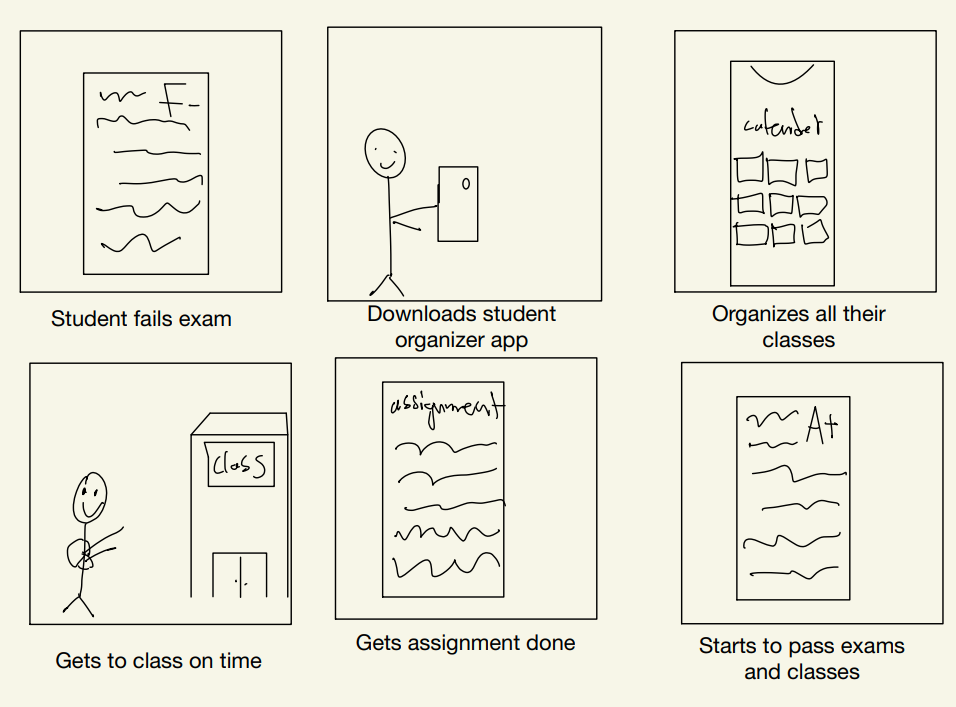 F-
Student fails exam
Downloads student
organizer app
calender
Organizes all their
classes
class
Gets to class on time
assignment
Gets assignment done
A+
Starts to pass exams
and classes